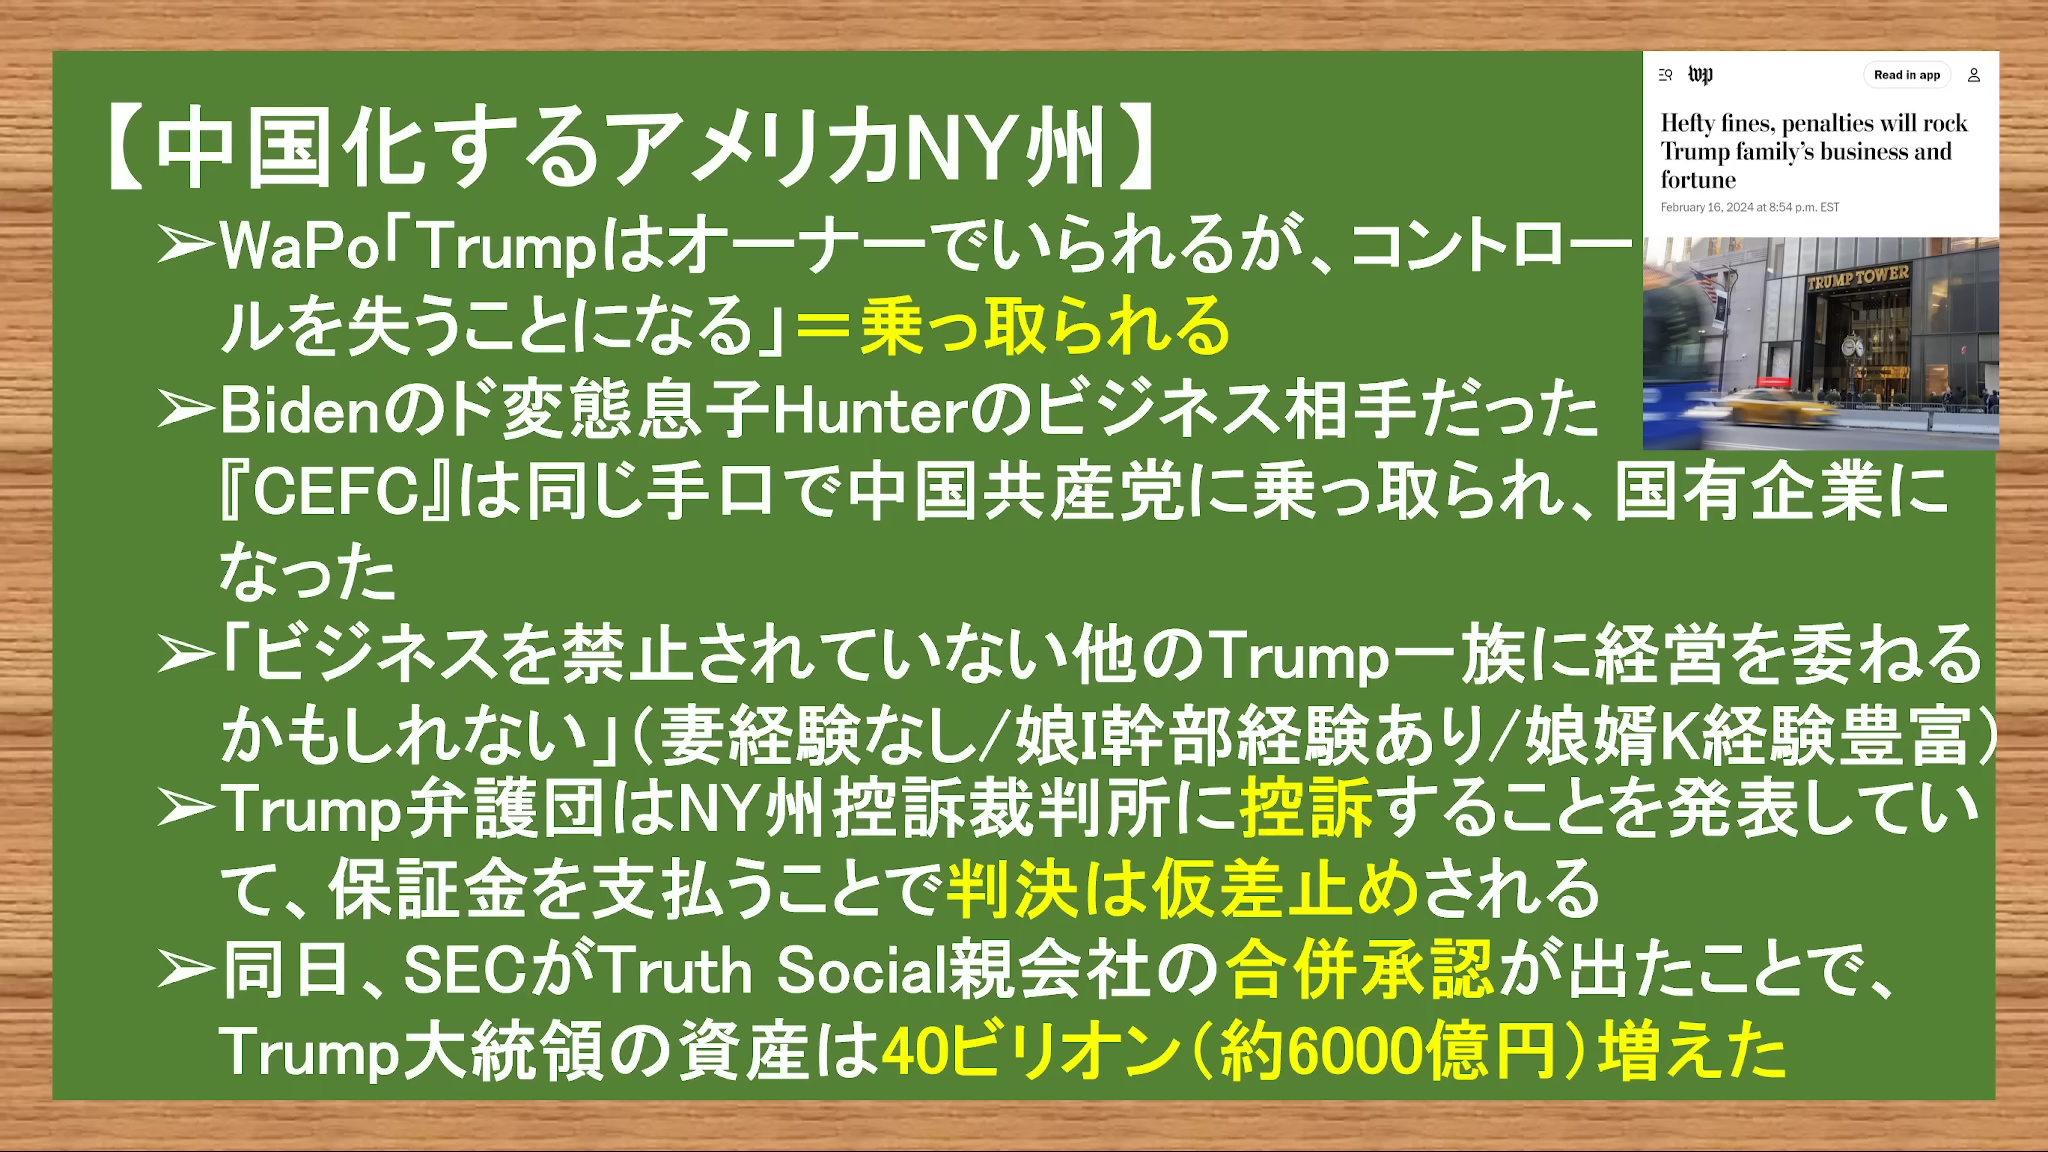 【中国化するアメリカNY州】
➢WaPo「Trumpはオーナーでいられるが、コントロー
ルを失うことになる」＝乗っ取られる
➢Bidenのド変態息子Hunterのビジネス相手だった
『CEFC』は同じ手口で中国共産党に乗っ取られ、国有企業に
なった
➢「ビジネスを禁止されていない他のTrump一族に経営を委ねる
かもしれない」（妻経験なし/娘I幹部経験あり/娘婿K経験豊富）
➢Trump弁護団はNY州控訴裁判所に控訴することを発表してい
て、保証金を支払うことで判決は仮差止めされる
➢同日、SECがTruth Social親会社の合併承認が出たことで、
Trump大統領の資産は40ビリオン（約6000億円）増えた
wp
Read in app
Hefty fines, penalties will rock
Trump family's business and
fortune
February 16, 2024 at 8:54 p.m. EST
TRUMP TOWER